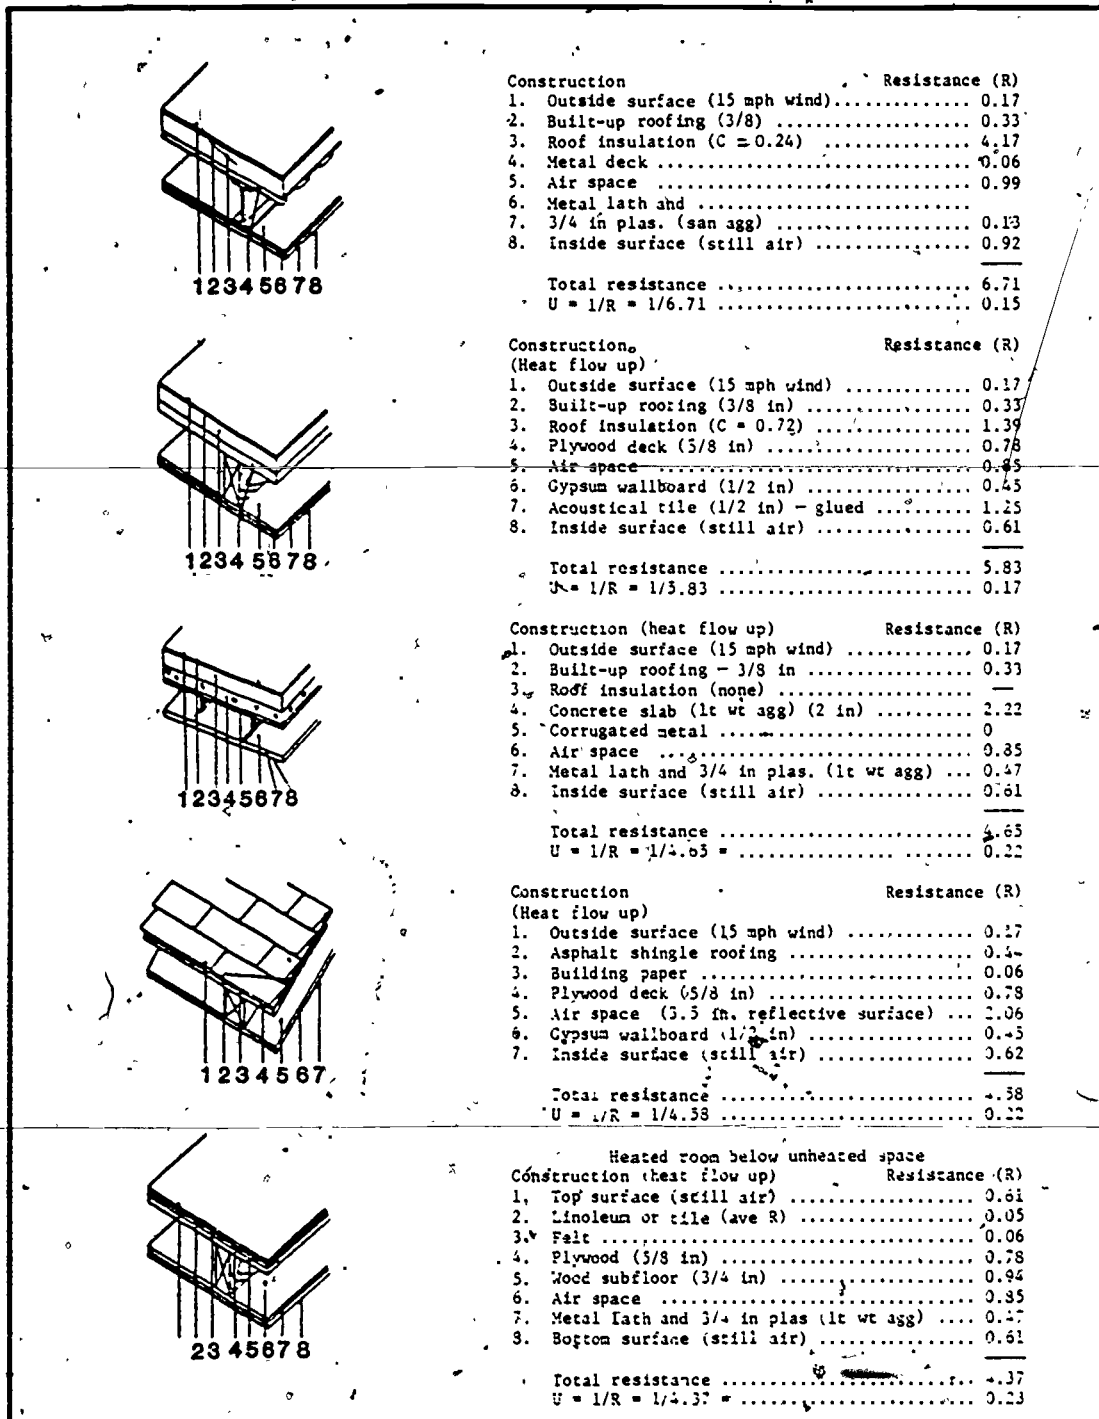 Construction Resistance (R)
1. Outside surface (15 mph wind).............. 0.17
2. Built-up roofing (3/8) .................... 0.33
3. Roof insulation (C = 0.24) ................ 4.17
4. Metal deck ................................ 0.06
5. Air space ................................. 0.99
6. Metal lath and ............................
7. 3/4 in plas. (san agg) .................... 0.13
8. Inside surface (still air) ................ 0.92
Total resistance ............................. 6.71
U = 1/R = 1/6.71 ............................. 0.15
12345678
Construction Resistance (R)
(Heat flow up)
1. Outside surface (15 mph wind) ............. 0.17
2. Built-up roofing (3/8 in) ................. 0.33
3. Roof insulation (C = 0.72) ................ 1.39
4. Plywood deck (5/8 in) ..................... 0.78
5. Air space ................................. 0.85
6. Gypsum wallboard (1/2 in) ................. 0.45
7. Acoustical tile (1/2 in) — glued .......... 1.25
8. Inside surface (still air) ................ 0.61
Total resistance ............................. 5.83
U = 1/R = 1/5.83 ............................. 0.17
1234 5678
Construction (heat flow up) Resistance (R)
1. Outside surface (15 mph wind) ............. 0.17
2. Built-up roofing — 3/8 in ................. 0.33
3. Roof insulation (none) .................... —
4. Concrete slab (lt wt agg) (2 in) .......... 2.22
5. Corrugated metal .......................... 0
6. Air space ................................. 0.85
7. Metal lath and 3/4 in plas. (lt wt agg) ... 0.47
8. Inside surface (still air) ................ 0.61
Total resistance ............................. 4.65
U = 1/R = 1/4.65 = ........................... 0.22
12345678
Construction Resistance (R)
(Heat flow up)
1. Outside surface (15 mph wind) ............. 0.17
2. Asphalt shingle roofing ...................
3. Building paper ............................ 0.06
4. Plywood deck (5/8 in) ..................... 0.78
5. Air space (3.5 in. reflective surface) ... 2.06
6. Gypsum wallboard (1/2 in) ................. 0.45
7. Inside surface (still air) ................ 0.62
Total resistance ............................. 4.58
U = 1/R = 1/4.58 ............................. 0.22
1 2 3 4 5 67
Heated room below unheated space
Construction (heat flow up) Resistance (R)
1. Top surface (still air) ................... 0.61
2. Linoleum or tile (ave R) .................. 0.05
3. Felt ...................................... 0.06
4. Plywood (5/8 in) .......................... 0.78
5. Wood subfloor (3/4 in) .................... 0.94
6. Air space ................................. 0.85
7. Metal lath and 3/4 in plas (lt wt agg) .... 0.47
8. Bottom surface (still air) ................ 0.61
Total resistance ............................. 4.37
U = 1/R = 1/4.37 = ........................... 0.23
23 45678